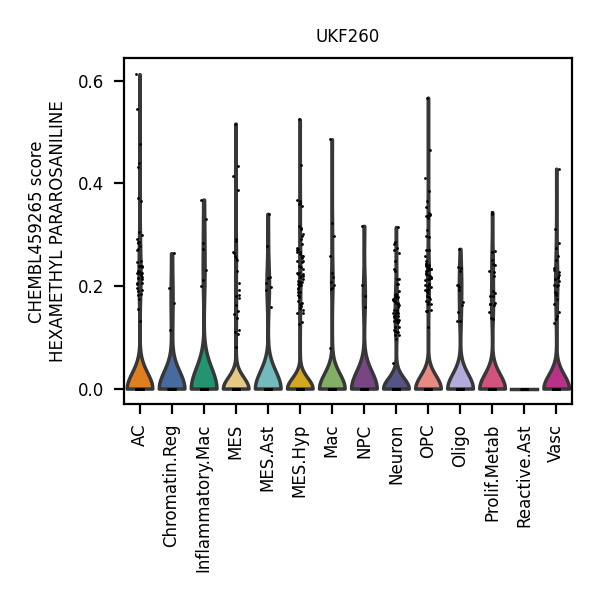 UKF260
CHEMBL459265 score
HEXAMETHYL PARAROSANILINE
0.6
0.4
0.2
0.0
AC
Chromatin.Reg
Inflammatory.Mac
MES
MES.Ast
MES.Hyp
Mac
NPC
Neuron
OPC
Oligo
Prolif.Metab
Reactive.Ast
Vasc